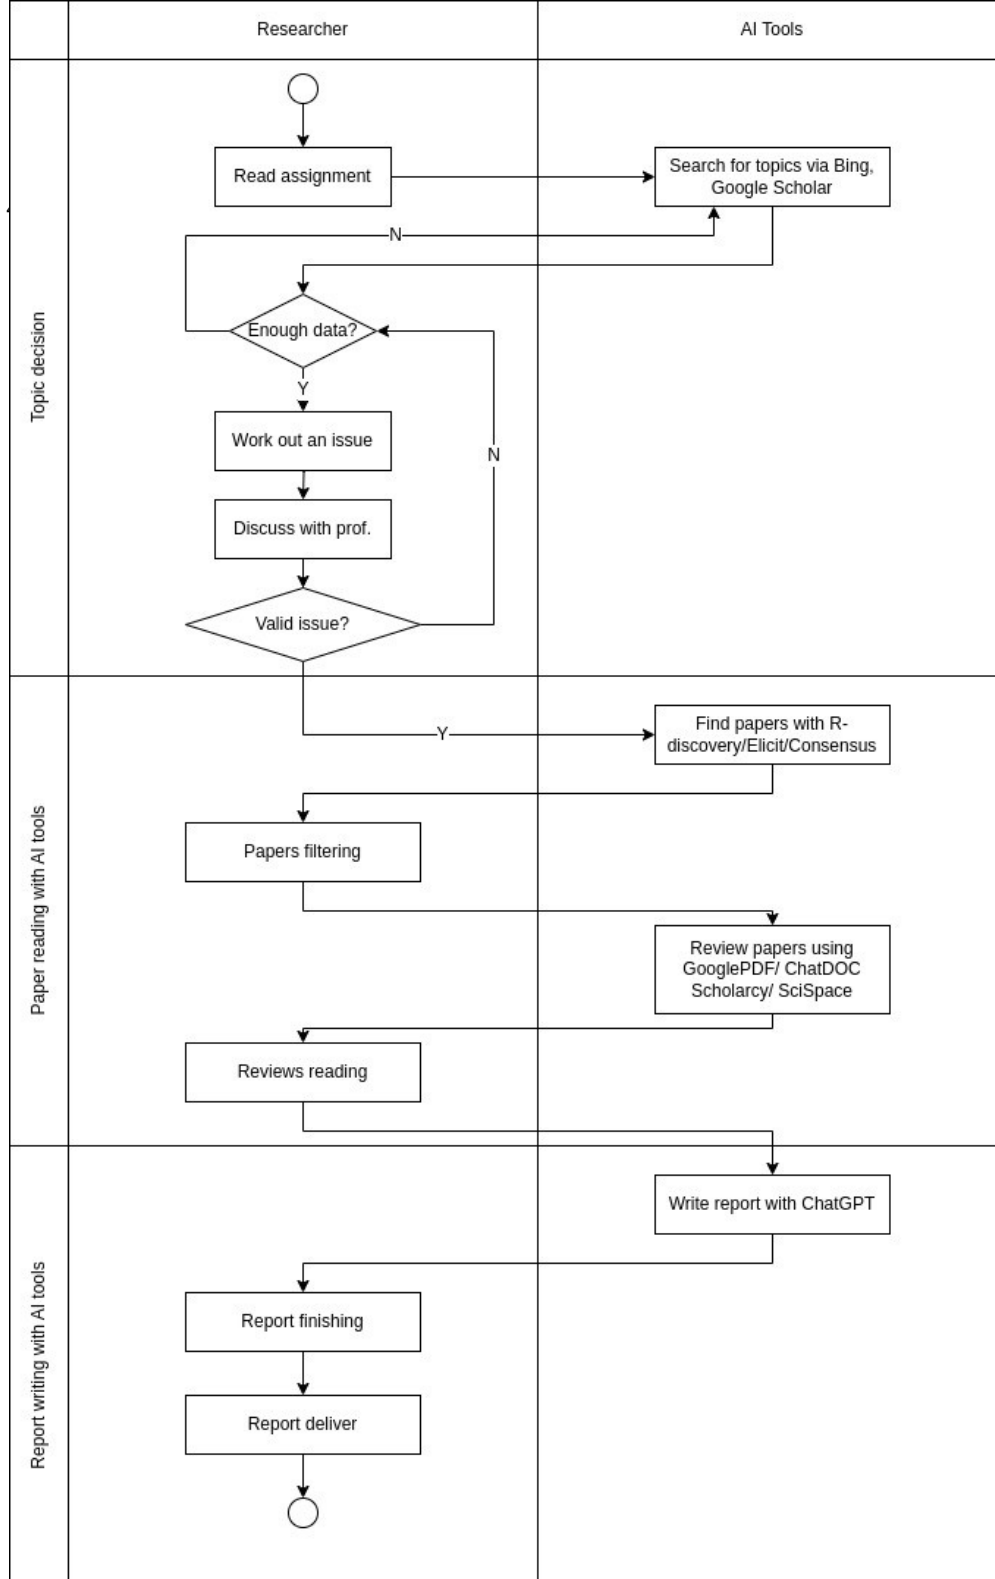 Researcher
AI Tools
Topic decision
Read assignment
Search for topics via Bing,
Google Scholar
N
Enough data?
Y
Work out an issue
N
Discuss with prof.
Valid issue?
Paper reading with AI tools
Y
Find papers with R-
discovery/Elicit/Consensus
Papers filtering
Review papers using
GooglePDF/ ChatDOC
Scholarcy/ SciSpace
Reviews reading
Report writing with AI tools
Write report with ChatGPT
Report finishing
Report deliver